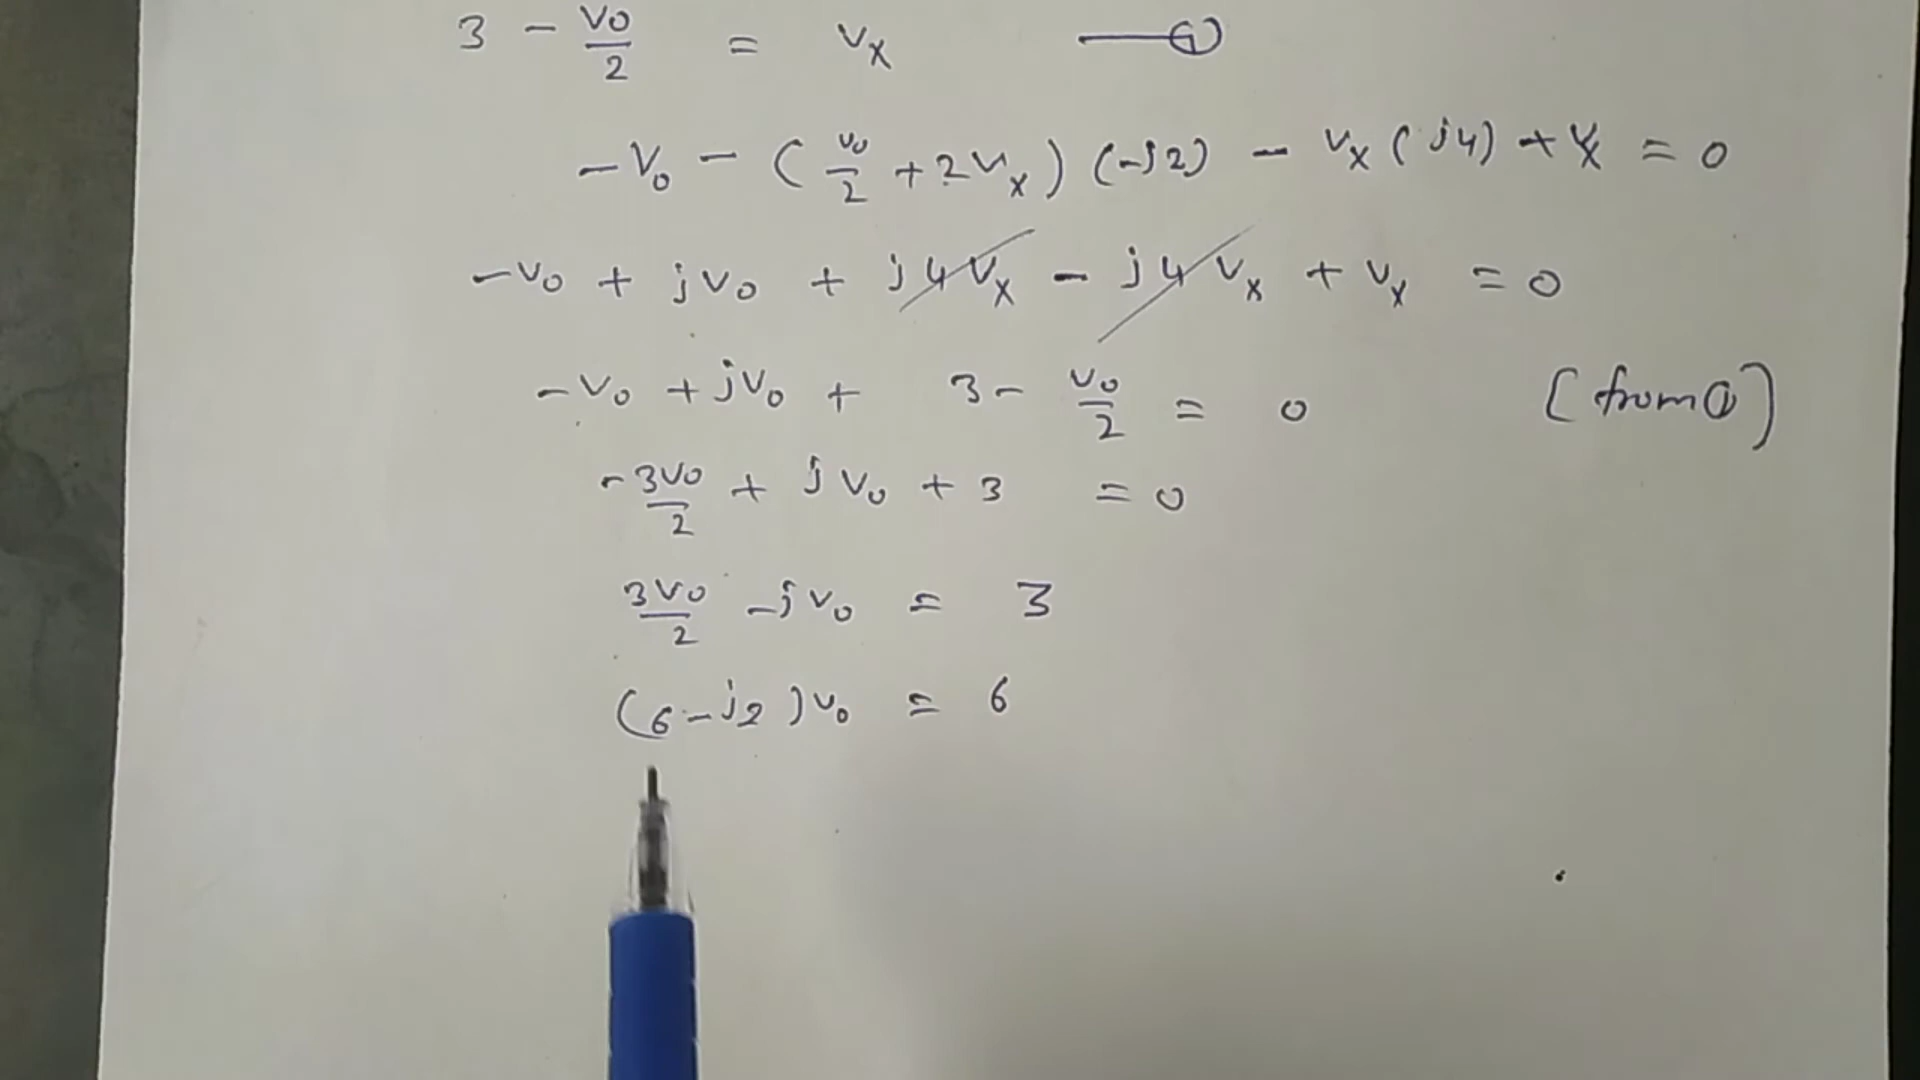 3 - V0/2 = Vx —①
-V0 - (V0/2 + 2Vx) (-j2) - Vx (j4) + Vx = 0
-V0 + jV0 + j4Vx - j4Vx + Vx = 0
-V0 + jV0 + 3 - V0/2 = 0 [from ①]
-3V0/2 + jV0 + 3 = 0
3V0/2 - jV0 = 3
(6 - j2)V0 = 6